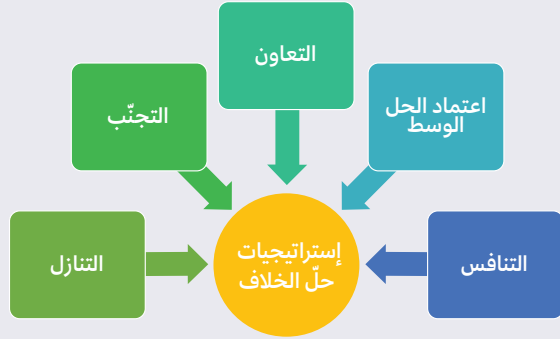 التعاون
اعتماد الحل
الوسط
التجنّب
التنافس
إستراتيجيات
حلّ الخلاف
التنازل